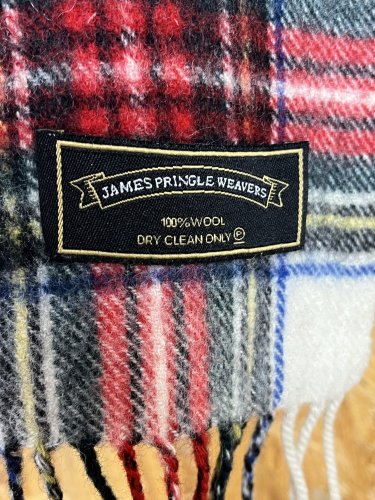 JAMES PRINGLE WEAVERS
100% WOOL
DRY CLEAN ONLY Ⓟ